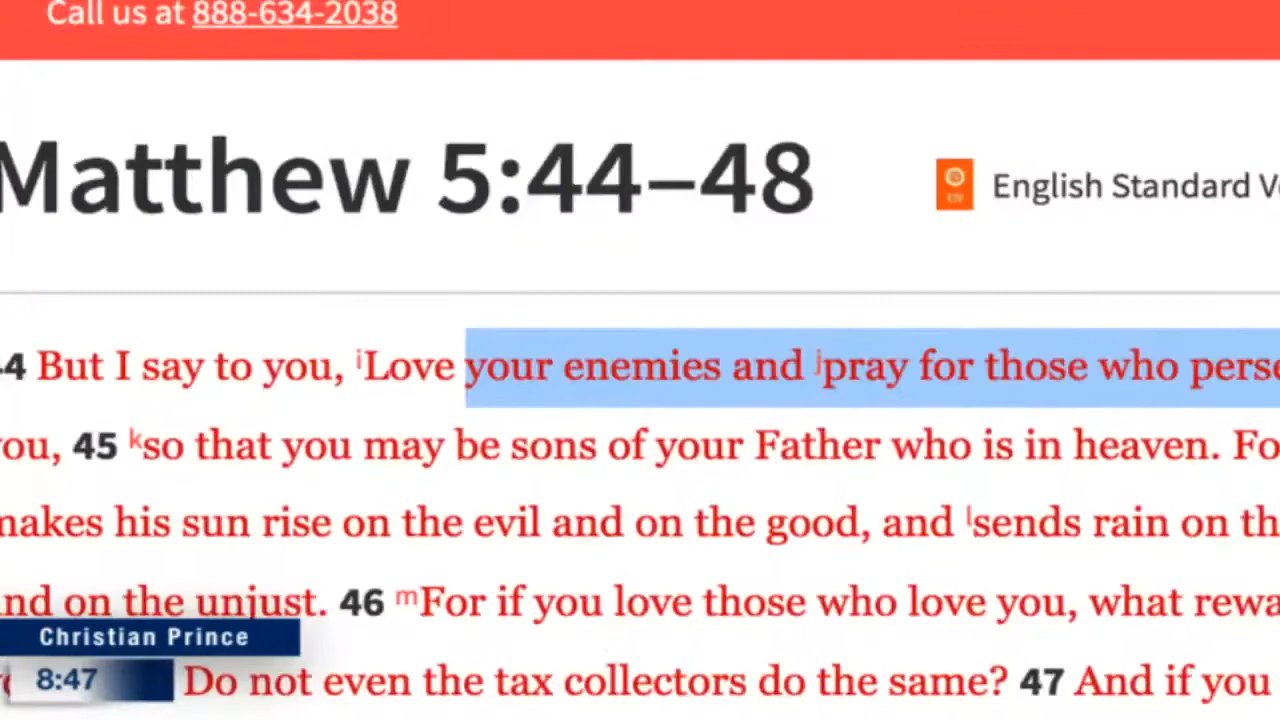 Call us at 888-634-2038
Matthew 5:44–48
English Standard
44 But I say to you, iLove your enemies and jpray for those who perse
you, 45 kso that you may be sons of your Father who is in heaven. Fo
makes his sun rise on the evil and on the good, and lsends rain on th
and on the unjust. 46 mFor if you love those who love you, what rewa
Christian Prince
8:47
Do not even the tax collectors do the same? 47 And if you